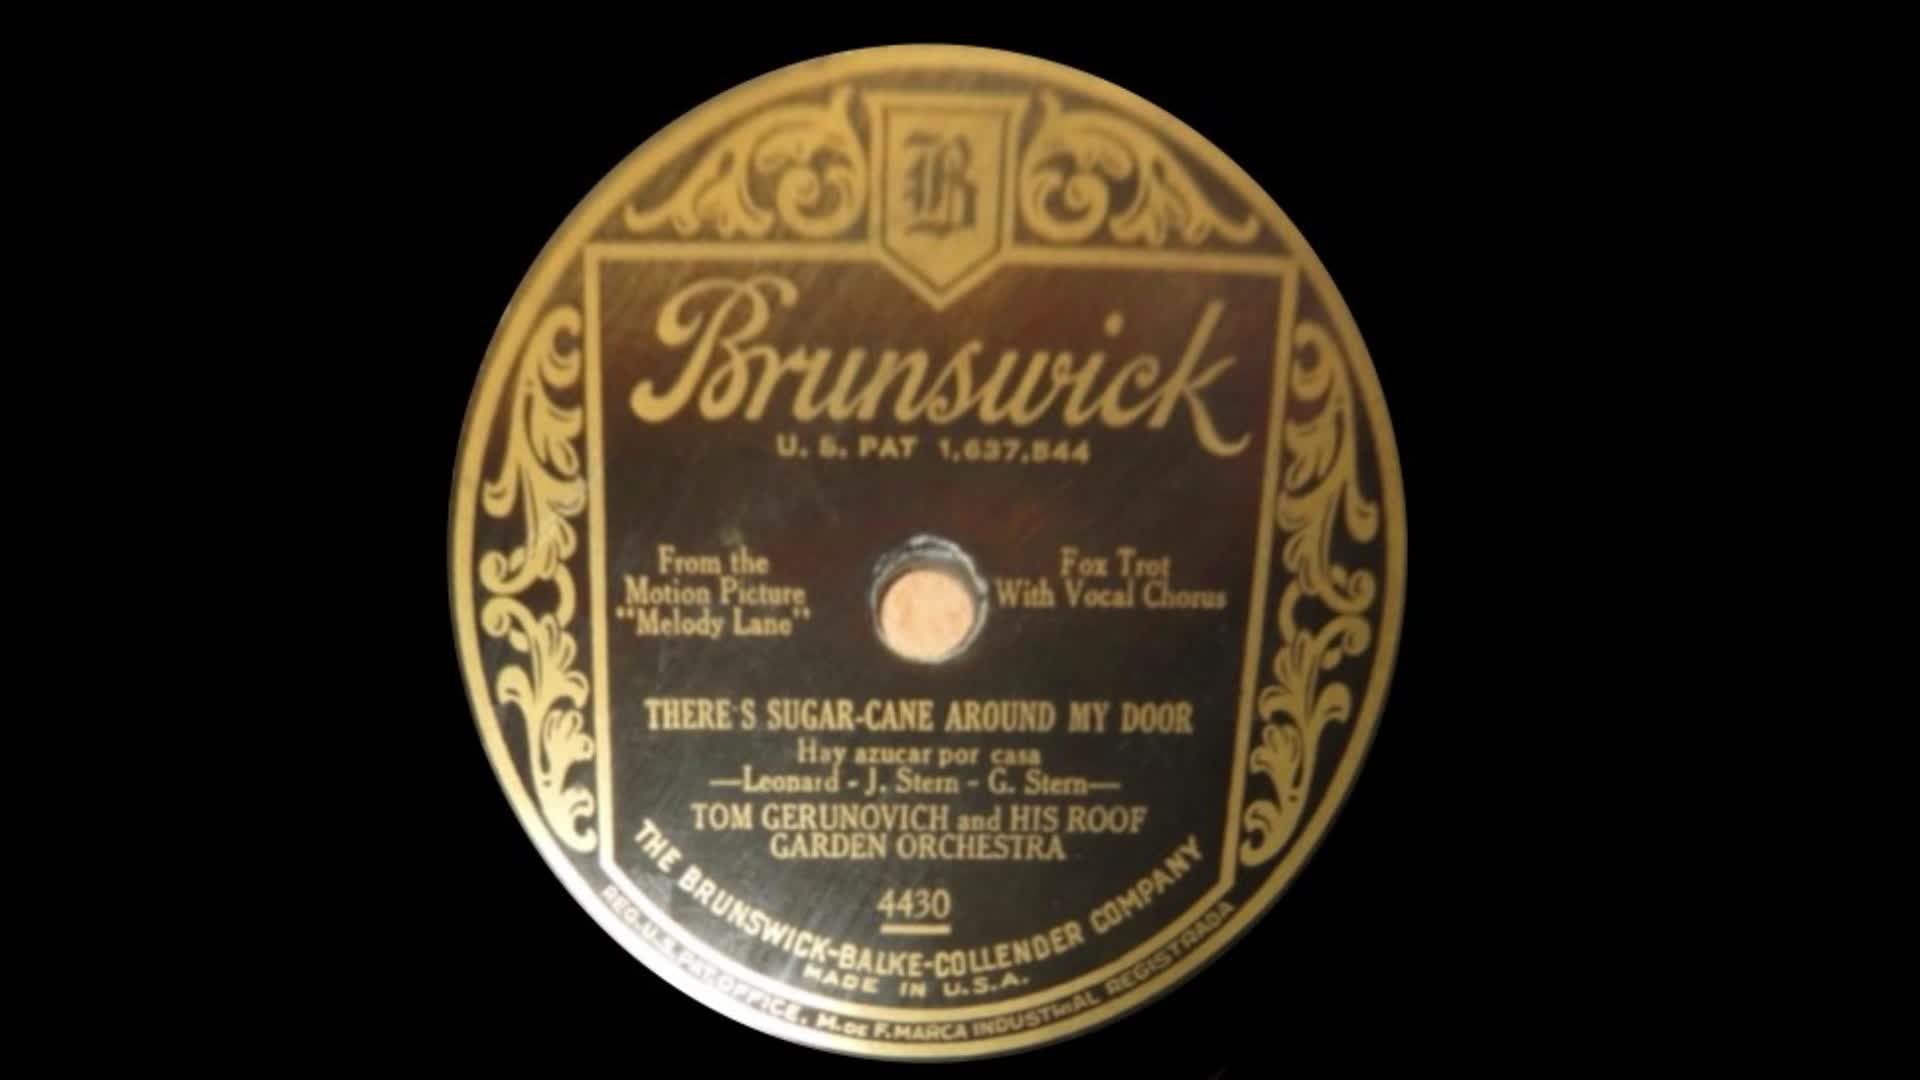 B
Brunswick
U. S. PAT 1,637,544
From the
Motion Picture
"Melody Lane"
Fox Trot
With Vocal Chorus
THERE'S SUGAR-CANE AROUND MY DOOR
Hay azucar por casa
—Leonard - J. Stern - G. Stern—
TOM GERUNOVICH and HIS ROOF
GARDEN ORCHESTRA
4430
THE BRUNSWICK-BALKE-COLLENDER COMPANY
MADE IN U.S.A.
REG. U.S. PAT. OFFICE. M. DE F. MARCA INDUSTRIAL REGISTRADA